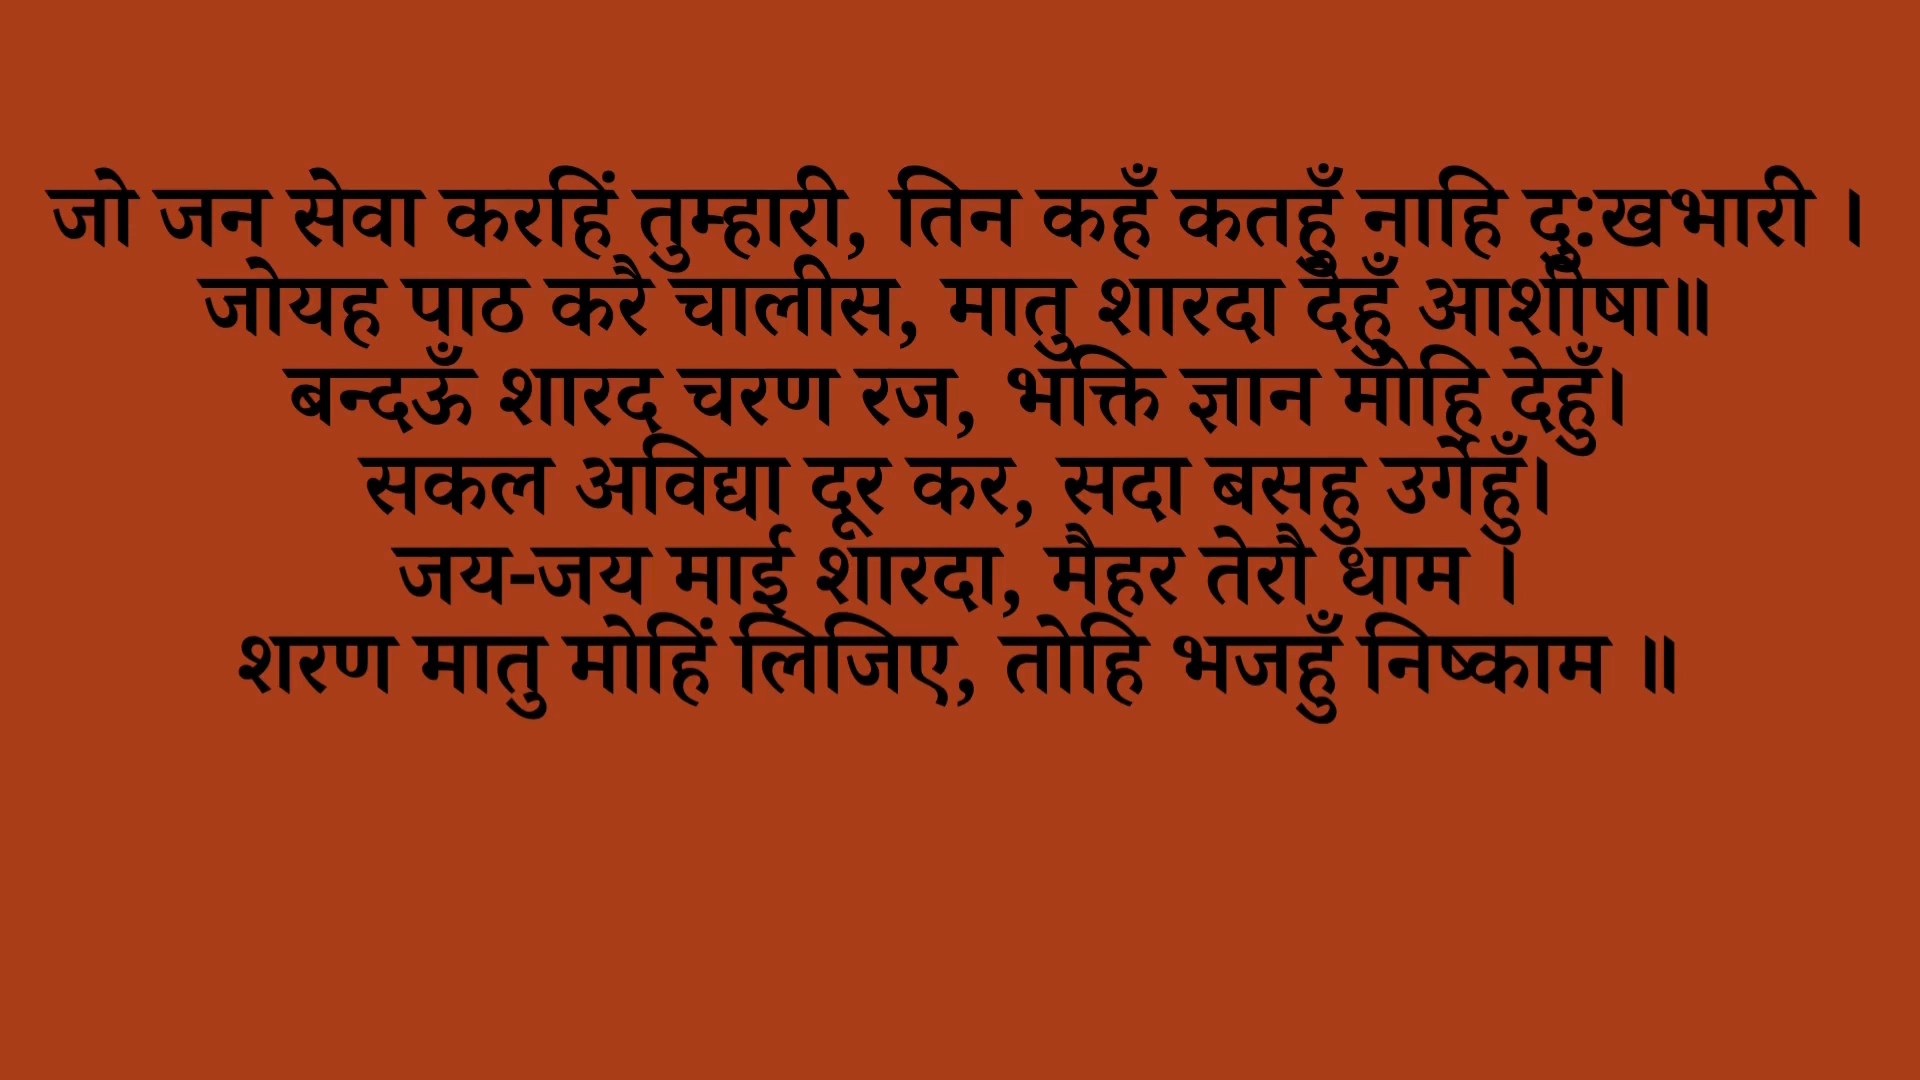 जो जन सेवा करहिं तुम्हारी, तिन कहँ कतहुँ नाहि दु:खभारी ।
जोयह पाठ करै चालीस, मातु शारदा देहुँ आशीषा॥
बन्दऊँ शारद चरण रज, भक्ति ज्ञान मोहि देहुँ।
सकल अविद्या दूर कर, सदा बसहु उर्गेहुँ।
जय-जय माई शारदा, मैहर तेरौ धाम ।
शरण मातु मोहिं लिजिए, तोहि भजहुँ निष्काम ॥